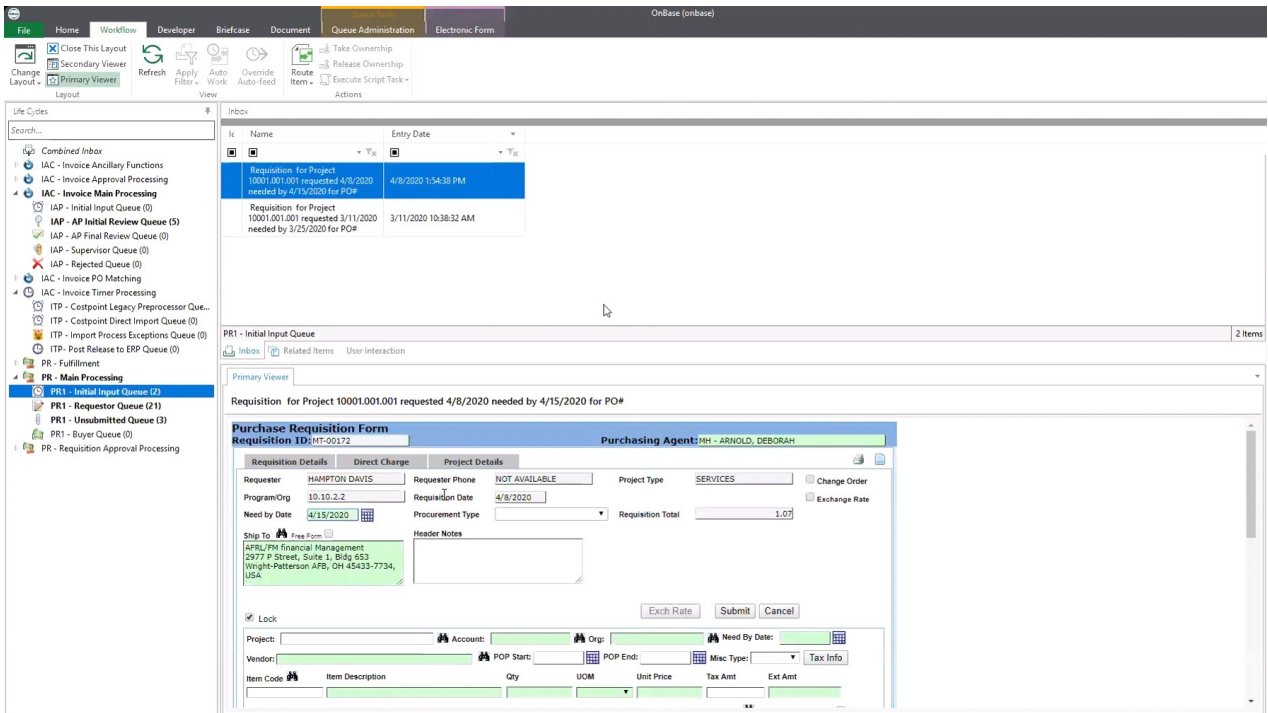 OnBase (onbase)
File Home Workflow Developer Briefcase Document Queue Administration Electronic Form
Change Layout
Close This Layout
Secondary Viewer
Primary Viewer
Layout
Refresh
Apply Filter
Auto Work
Override Auto-feed
View
Route Item
Take Ownership
Release Ownership
Execute Script Task
Actions
Life Cycles
Search...
Combined Inbox
IAC - Invoice Ancillary Functions
IAC - Invoice Approval Processing
IAC - Invoice Main Processing
IAP - Initial Input Queue (0)
IAP - AP Initial Review Queue (5)
IAP - AP Final Review Queue (0)
IAP - Supervisor Queue (0)
IAP - Rejected Queue (0)
IAC - Invoice PO Matching
IAC - Invoice Timer Processing
ITP - Costpoint Legacy Preprocessor Que...
ITP - Costpoint Direct Import Queue (0)
ITP - Import Process Exceptions Queue (0)
ITP- Post Release to ERP Queue (0)
PR - Fulfillment
PR - Main Processing
PR1 - Initial Input Queue (2)
PR1 - Requestor Queue (21)
PR1 - Unsubmitted Queue (3)
PR1 - Buyer Queue (0)
PR - Requisition Approval Processing
Inbox
Ic Name Entry Date
Requisition for Project
10001.001.001 requested 4/8/2020 4/8/2020 1:54:38 PM
needed by 4/15/2020 for PO#
Requisition for Project
10001.001.001 requested 3/11/2020 3/11/2020 10:38:32 AM
needed by 3/25/2020 for PO#
PR1 - Initial Input Queue 2 Items
Inbox Related Items User Interaction
Primary Viewer
Requisition for Project 10001.001.001 requested 4/8/2020 needed by 4/15/2020 for PO#
Purchase Requisition Form
Requisition ID: MT-00172 Purchasing Agent: MH - ARNOLD, DEBORAH
Requisition Details Direct Charge Project Details
Requester HAMPTON DAVIS Requester Phone NOT AVAILABLE Project Type SERVICES Change Order
Program/Org 10.10.2.2 Requisition Date 4/8/2020 Exchange Rate
Need by Date 4/15/2020 Procurement Type Requisition Total 1.07
Ship To Free Form Header Notes
AFRL/FM financial Management
2977 P Street, Suite 1, Bldg 653
Wright-Patterson AFB, OH 45433-7734,
USA
Exch Rate Submit Cancel
Lock
Project: Account: Org: Need By Date:
Vendor: POP Start: POP End: Misc Type: Tax Info
Item Code Item Description Qty UOM Unit Price Tax Amt Ext Amt